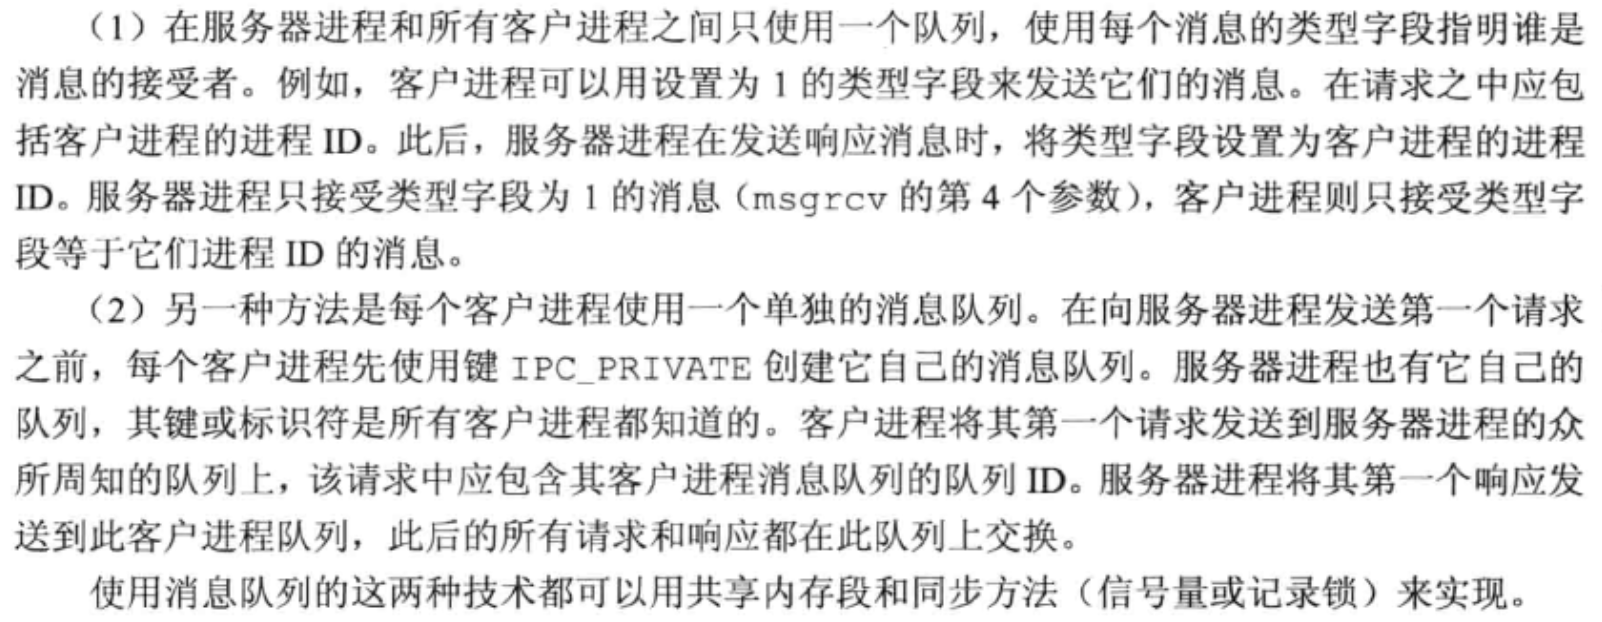 （1）在服务器进程和所有客户进程之间只使用一个队列，使用每个消息的类型字段指明谁是
消息的接受者。例如，客户进程可以用设置为 1 的类型字段来发送它们的消息。在请求之中应包
括客户进程的进程 ID。此后，服务器进程在发送响应消息时，将类型字段设置为客户进程的进程
ID。服务器进程只接受类型字段为 1 的消息（msgrcv 的第 4 个参数），客户进程则只接受类型字
段等于它们进程 ID 的消息。
（2）另一种方法是每个客户进程使用一个单独的消息队列。在向服务器进程发送第一个请求
之前，每个客户进程先使用键 IPC_PRIVATE 创建它自己的消息队列。服务器进程也有它自己的
队列，其键或标识符是所有客户进程都知道的。客户进程将其第一个请求发送到服务器进程的众
所周知的队列上，该请求中应包含其客户进程消息队列的队列 ID。服务器进程将其第一个响应发
送到此客户进程队列，此后的所有请求和响应都在此队列上交换。
使用消息队列的这两种技术都可以用共享内存段和同步方法（信号量或记录锁）来实现。